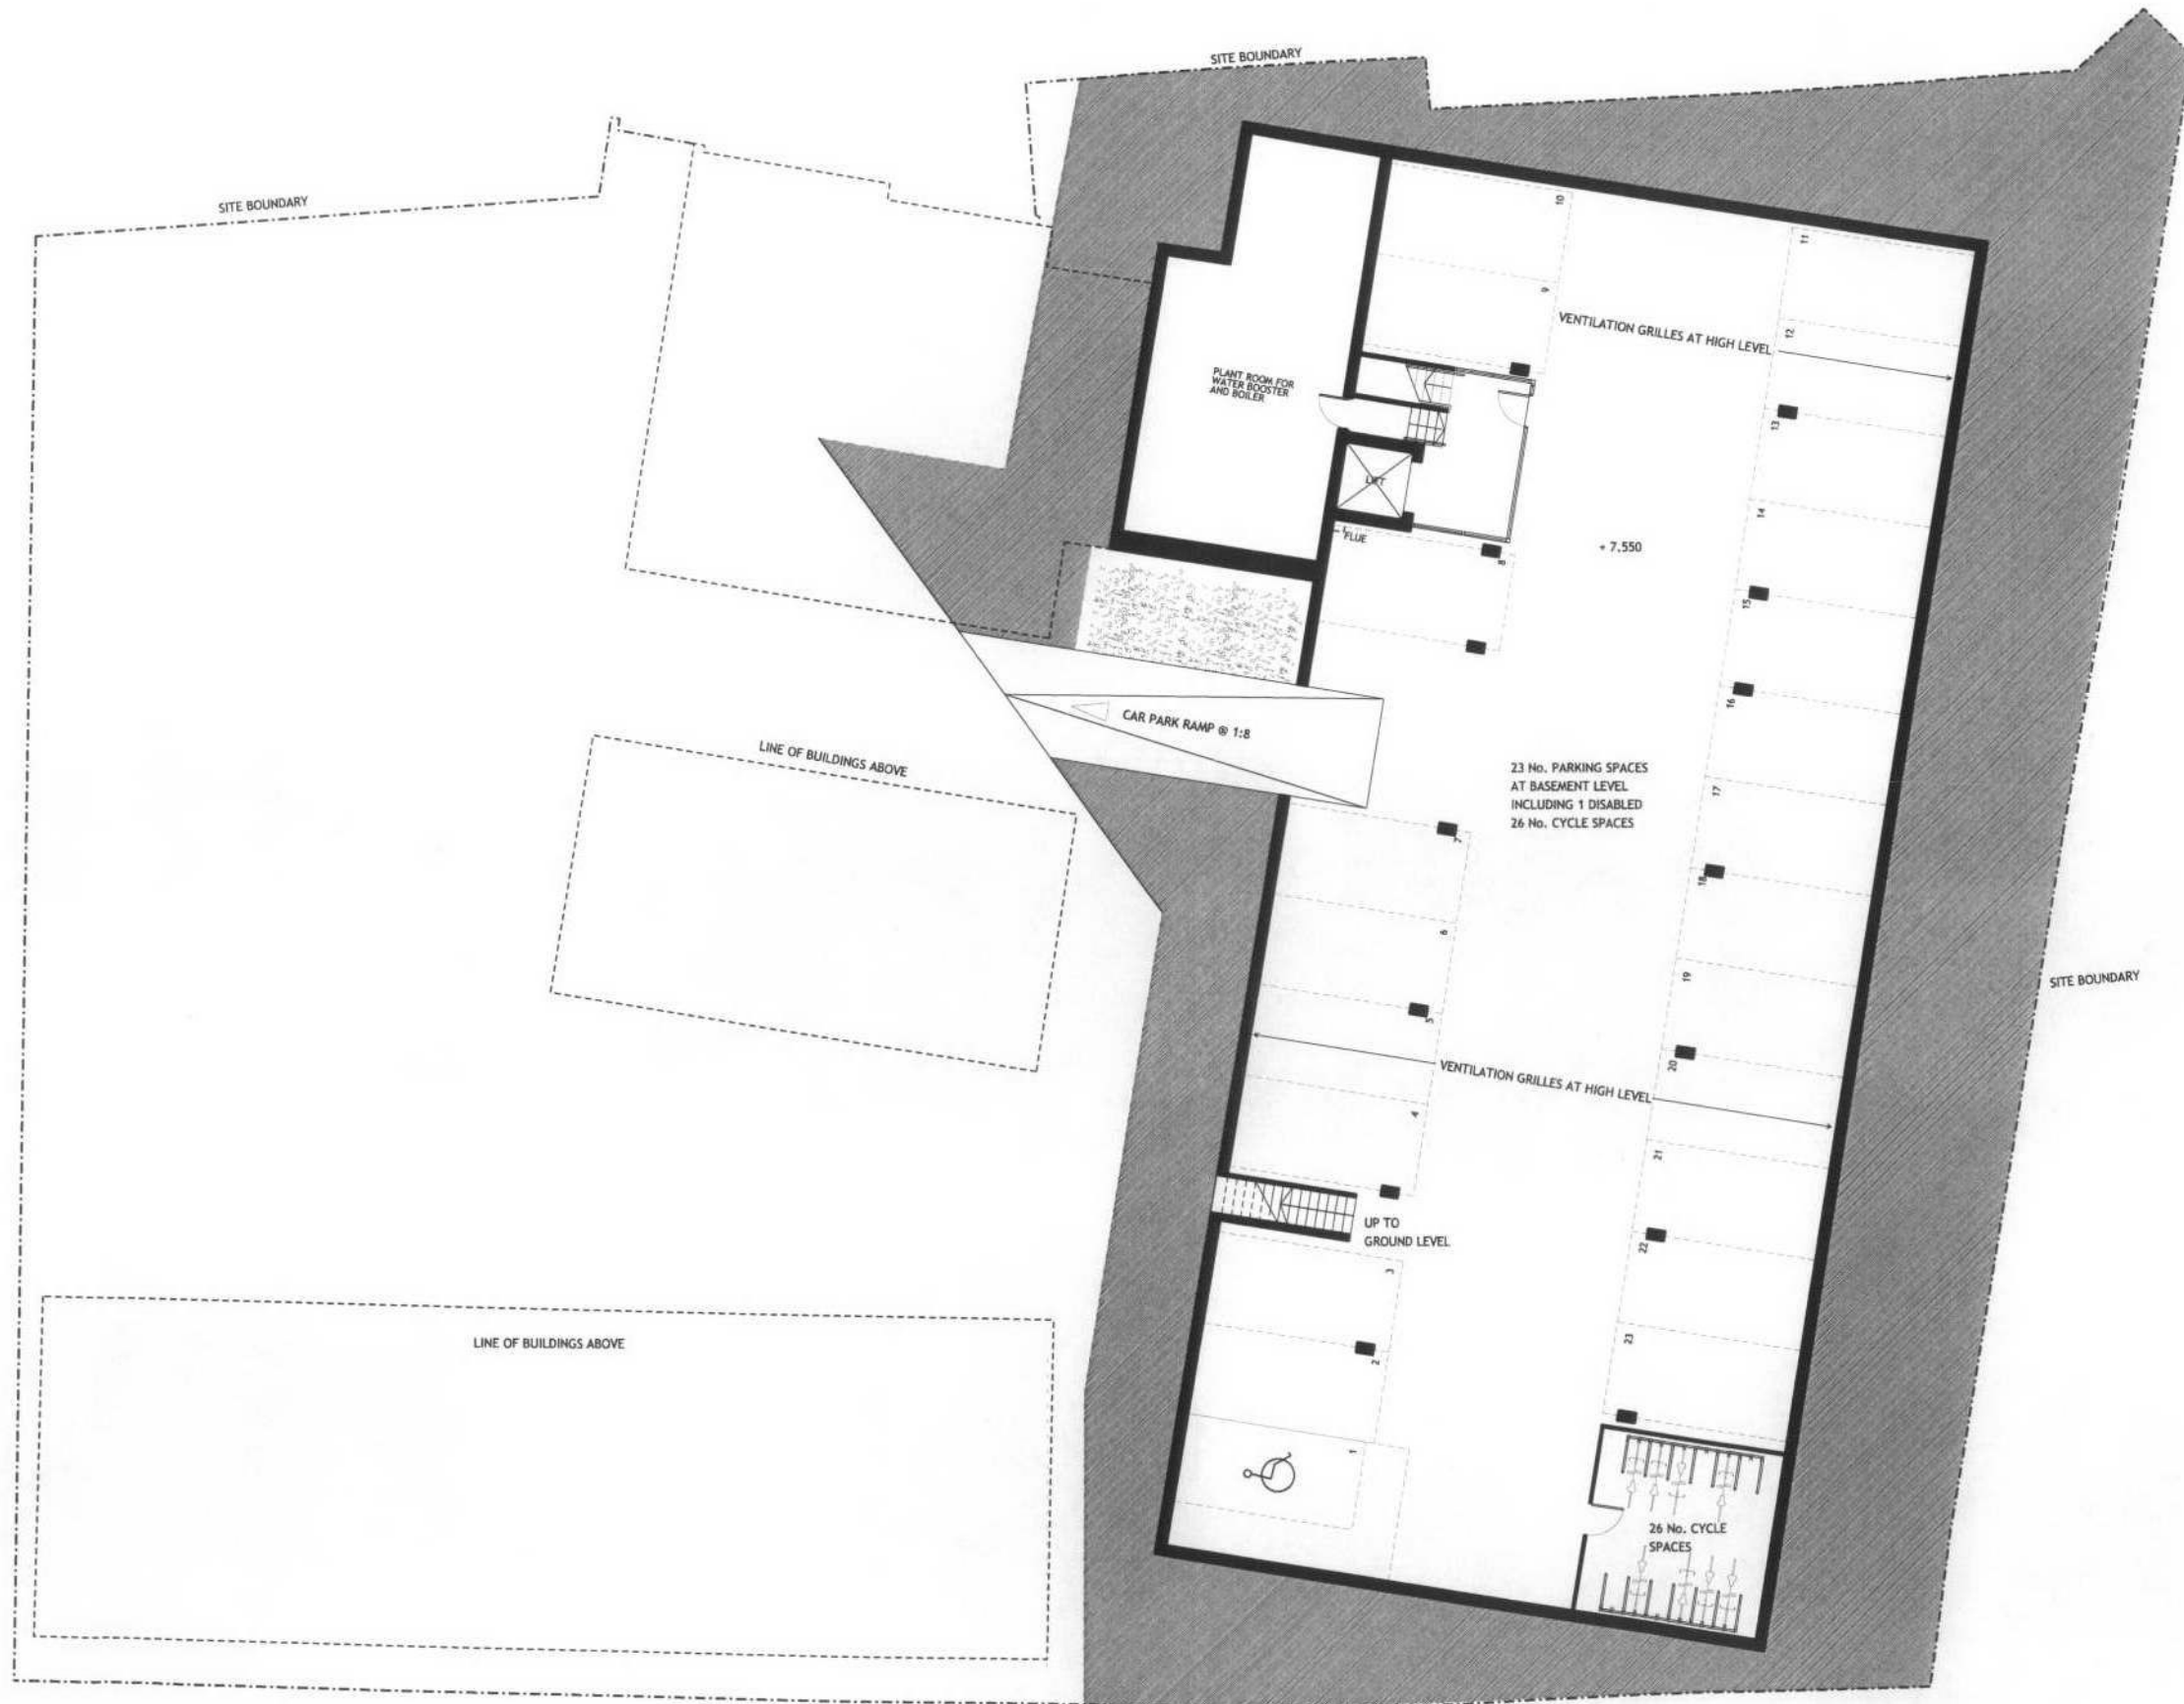 SITE BOUNDARY
SITE BOUNDARY
10
11
9
12
VENTILATION GRILLES AT HIGH LEVEL
PLANT ROOM FOR
WATER BOOSTER
AND BOILER
13
LIFT
FLUE
14
8
+ 7.550
15
16
CAR PARK RAMP @ 1:8
LINE OF BUILDINGS ABOVE
23 No. PARKING SPACES
AT BASEMENT LEVEL
INCLUDING 1 DISABLED
26 No. CYCLE SPACES
17
7
18
6
19
SITE BOUNDARY
5
20
VENTILATION GRILLES AT HIGH LEVEL
4
21
UP TO
GROUND LEVEL
22
3
23
LINE OF BUILDINGS ABOVE
2
1
26 No. CYCLE
SPACES